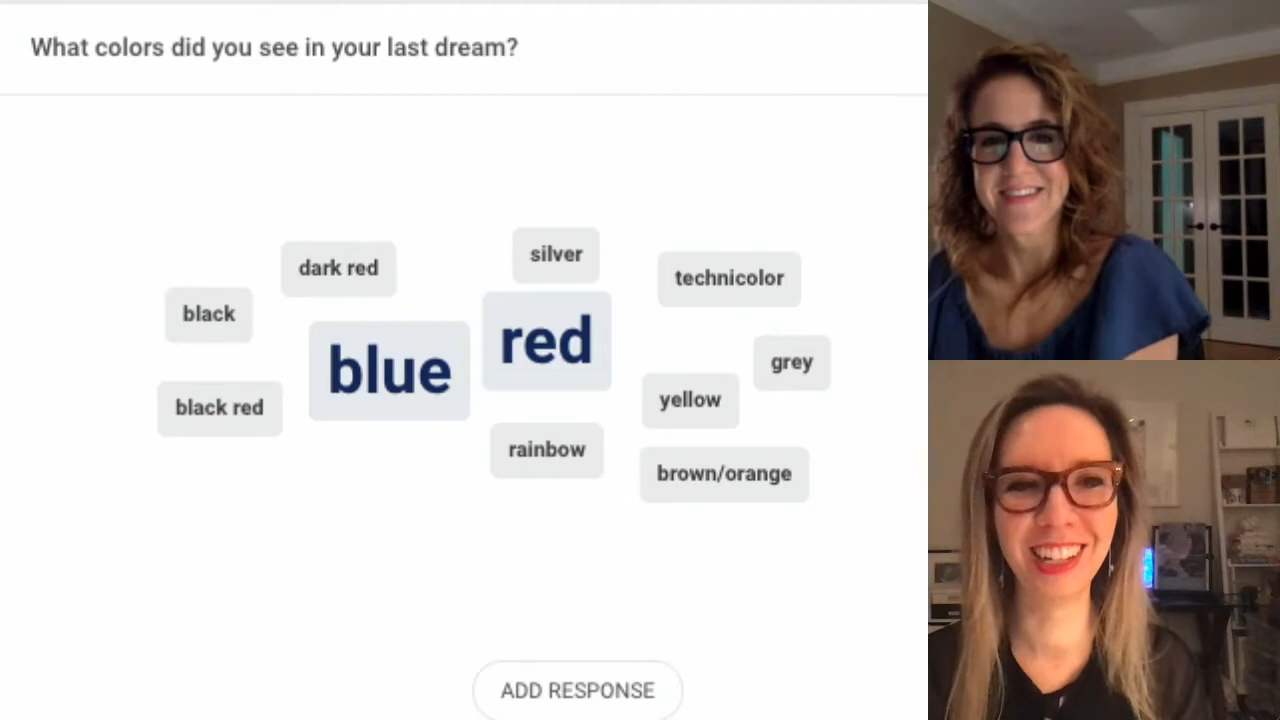 What colors did you see in your last dream?
silver
dark red
technicolor
black
red
blue
grey
yellow
black red
rainbow
brown/orange
ADD RESPONSE